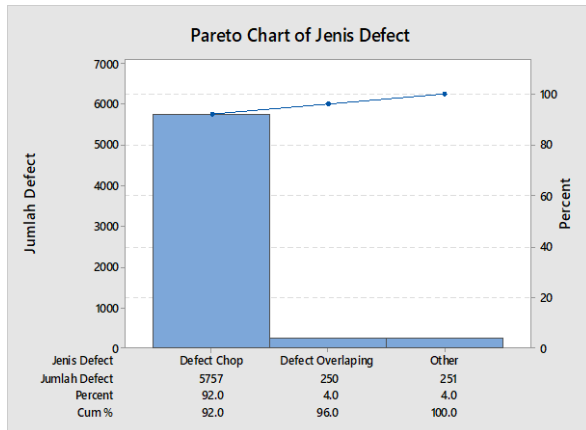 Pareto Chart of Jenis Defect
7000
6000
5000
4000
3000
2000
1000
0
Jumlah Defect
100
80
60
40
20
0
Percent
Jenis Defect Defect Chop Defect Overlaping Other
Jumlah Defect 5757 250 251
Percent 92.0 4.0 4.0
Cum % 92.0 96.0 100.0